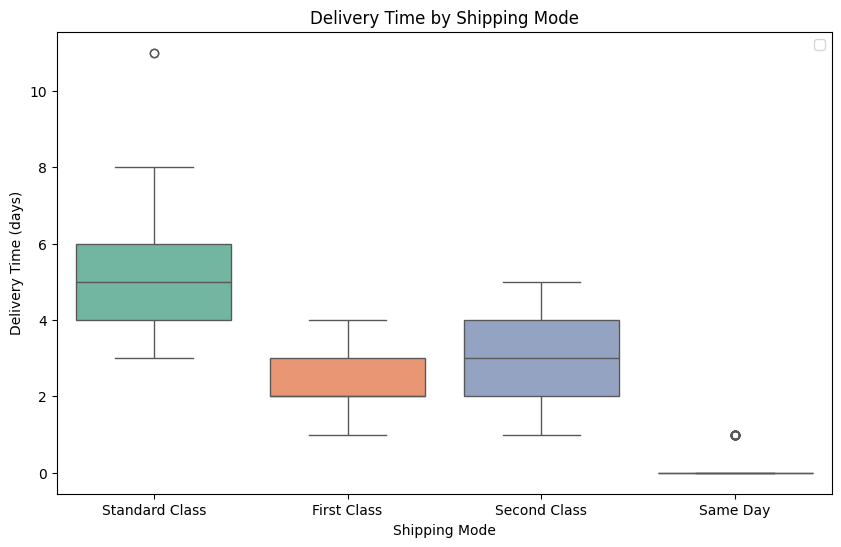 Delivery Time by Shipping Mode
Delivery Time (days)
10
8
6
4
2
0
Standard Class
First Class
Second Class
Same Day
Shipping Mode